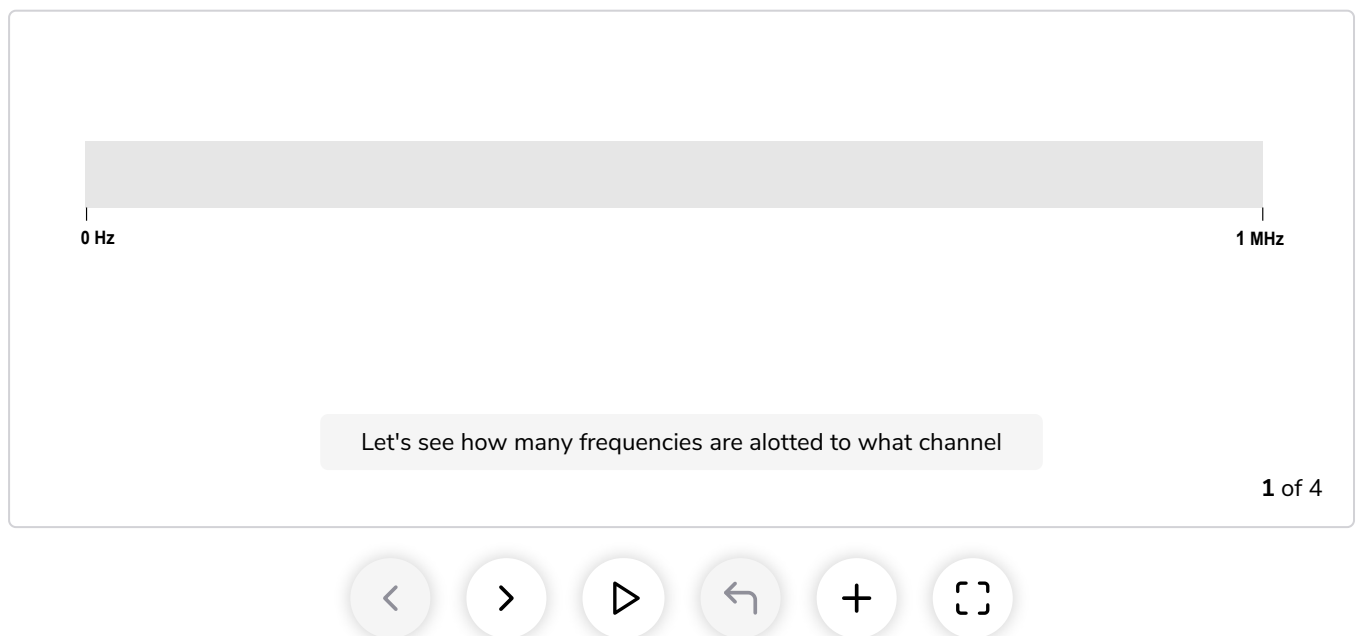 0 Hz
1 MHz
Let's see how many frequencies are alotted to what channel
1 of 4